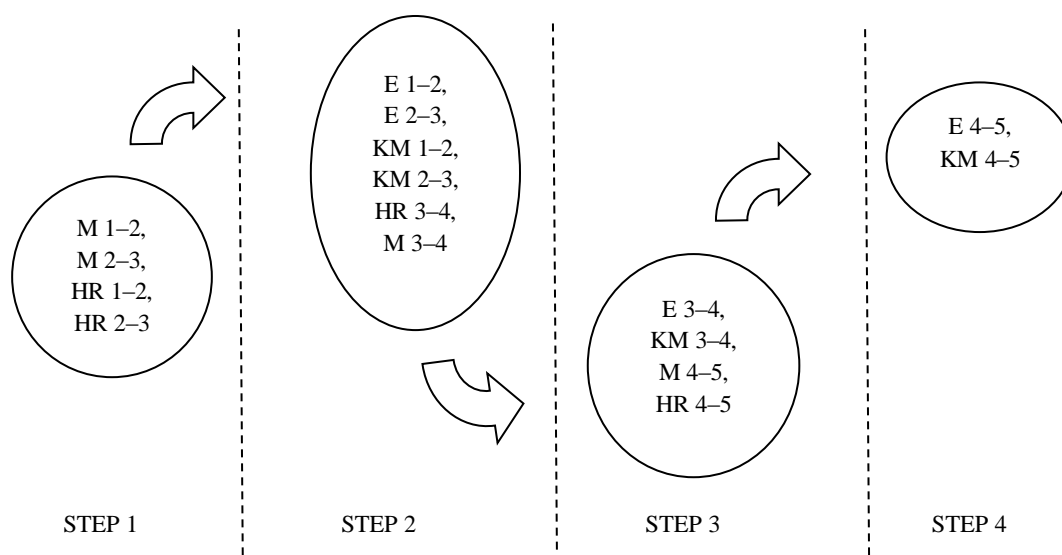 M 1–2,
M 2–3,
HR 1–2,
HR 2–3
STEP 1
E 1–2,
E 2–3,
KM 1–2,
KM 2–3,
HR 3–4,
M 3–4
STEP 2
E 3–4,
KM 3–4,
M 4–5,
HR 4–5
STEP 3
E 4–5,
KM 4–5
STEP 4